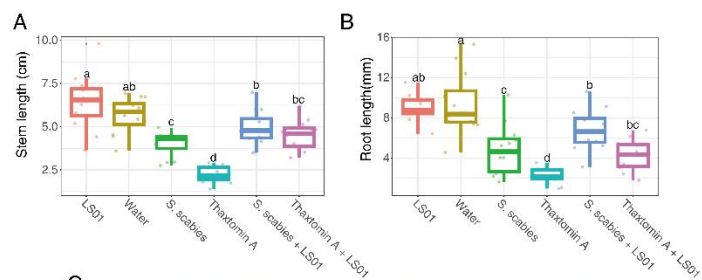 A
B
Stem length (cm)
10.0
7.5
5.0
2.5
a
ab
c
d
b
bc
LS01
Water
S. scabies
Thaxtomin A
S. scabies + LS01
Thaxtomin A + LS01
Root length(mm)
16
12
8
4
ab
a
c
d
b
bc
LS01
Water
S. scabies
Thaxtomin A
S. scabies + LS01
Thaxtomin A + LS01